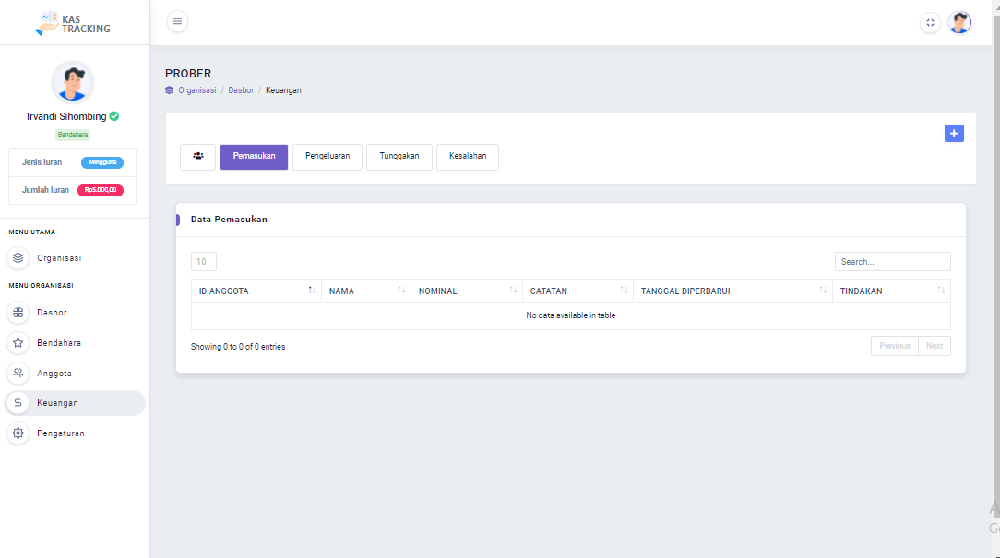 KAS
TRACKING
Irvandi Sihombing
Bendahara
Jenis Iuran
Mingguna
Jumlah Iuran
Rp5.000,00
MENU UTAMA
Organisasi
MENU ORGANISASI
Dasbor
Bendahara
Anggota
Keuangan
Pengaturan
PROBER
Organisasi / Dasbor / Keuangan
+
Pemasukan Pengeluaran Tunggakan Kesalahan
Data Pemasukan
10 Search...
ID ANGGOTA NAMA NOMINAL CATATAN TANGGAL DIPERBARUI TINDAKAN
No data available in table
Showing 0 to 0 of 0 entries
Previous Next